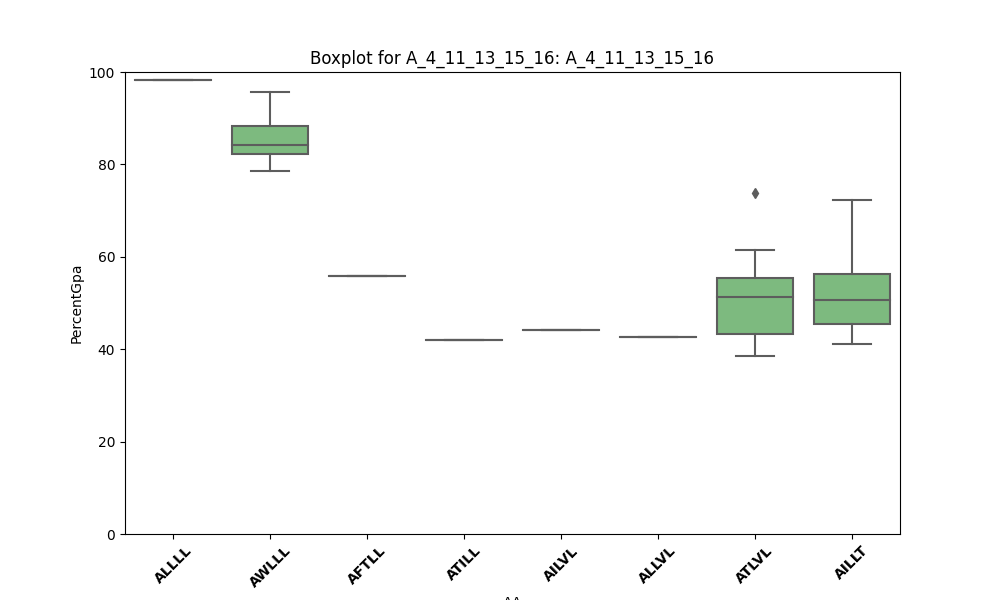 Boxplot for A_4_11_13_15_16: A_4_11_13_15_16
PercentGpa
100
80
60
40
20
0
ALLLL
AWLLL
AFTLL
ATILL
AILVL
ALLVL
ATLVL
AILLT